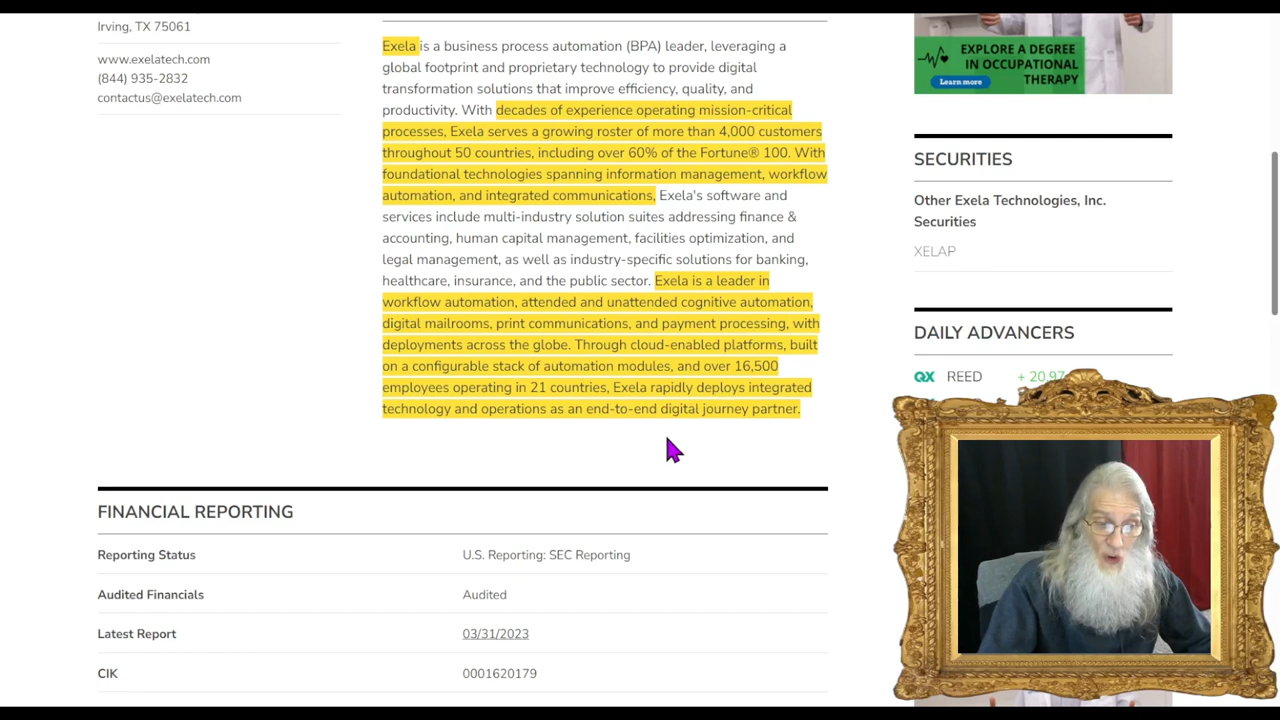 Irving, TX 75061
www.exelatech.com
(844) 935-2832
contactus@exelatech.com
Exela is a business process automation (BPA) leader, leveraging a
global footprint and proprietary technology to provide digital
transformation solutions that improve efficiency, quality, and
productivity. With decades of experience operating mission-critical
processes, Exela serves a growing roster of more than 4,000 customers
throughout 50 countries, including over 60% of the Fortune® 100. With
foundational technologies spanning information management, workflow
automation, and integrated communications, Exela's software and
services include multi-industry solution suites addressing finance &
accounting, human capital management, facilities optimization, and
legal management, as well as industry-specific solutions for banking,
healthcare, insurance, and the public sector. Exela is a leader in
workflow automation, attended and unattended cognitive automation,
digital mailrooms, print communications, and payment processing, with
deployments across the globe. Through cloud-enabled platforms, built
on a configurable stack of automation modules, and over 16,500
employees operating in 21 countries, Exela rapidly deploys integrated
technology and operations as an end-to-end digital journey partner.
FINANCIAL REPORTING
Reporting Status U.S. Reporting: SEC Reporting
Audited Financials Audited
Latest Report 03/31/2023
CIK 0001620179
EXPLORE A DEGREE
IN OCCUPATIONAL
THERAPY
Learn more
SECURITIES
Other Exela Technologies, Inc.
Securities
XELAP
DAILY ADVANCERS
QX REED + 20.97